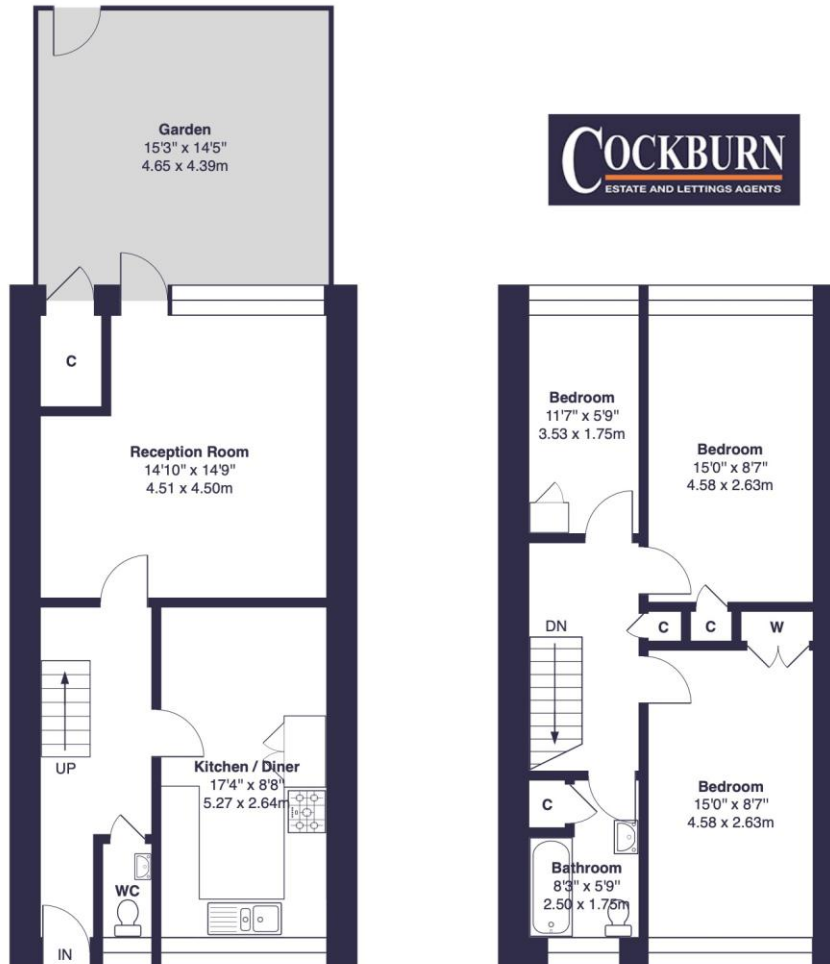 Garden
15'3" x 14'5"
4.65 x 4.39m
COCKBURN
ESTATE AND LETTINGS AGENTS
C
Reception Room
14'10" x 14'9"
4.51 x 4.50m
UP
Kitchen / Diner
17'4" x 8'8"
5.27 x 2.64m
WC
IN
Bedroom
11'7" x 5'9"
3.53 x 1.75m
Bedroom
15'0" x 8'7"
4.58 x 2.63m
DN
C
C
W
Bedroom
15'0" x 8'7"
4.58 x 2.63m
C
Bathroom
8'3" x 5'9"
2.50 x 1.75m